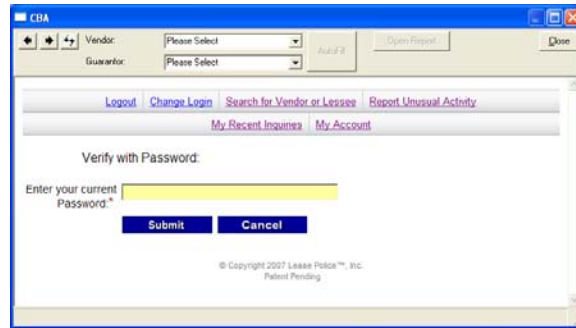 CBA
Vendor: Please Select AutoFill Open Report Close
Guarantor: Please Select
Logout Change Login Search for Vendor or Lessee Report Unusual Activity
My Recent Inquiries My Account
Verify with Password:
Enter your current
Password:*
Submit Cancel
© Copyright 2007 Lease Police™, Inc.
Patent Pending